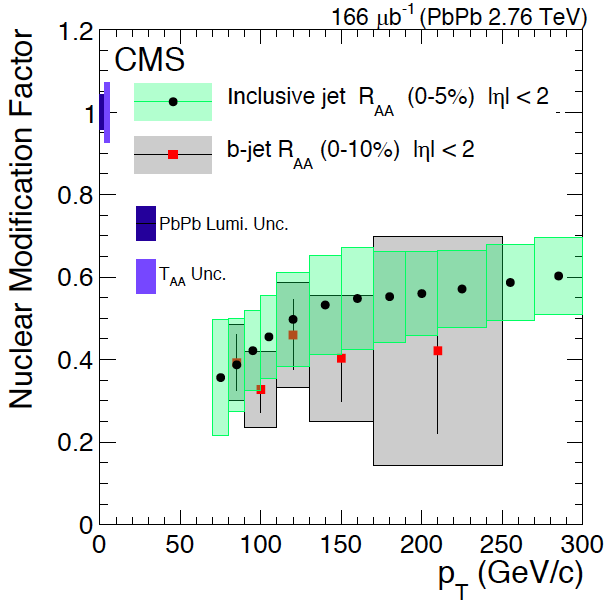 166 μb⁻¹ (PbPb 2.76 TeV)
CMS
Inclusive jet R_AA (0-5%) |η| < 2
b-jet R_AA (0-10%) |η| < 2
PbPb Lumi. Unc.
T_AA Unc.
Nuclear Modification Factor
1.2
1
0.8
0.6
0.4
0.2
0
0 50 100 150 200 250 300
p_T (GeV/c)